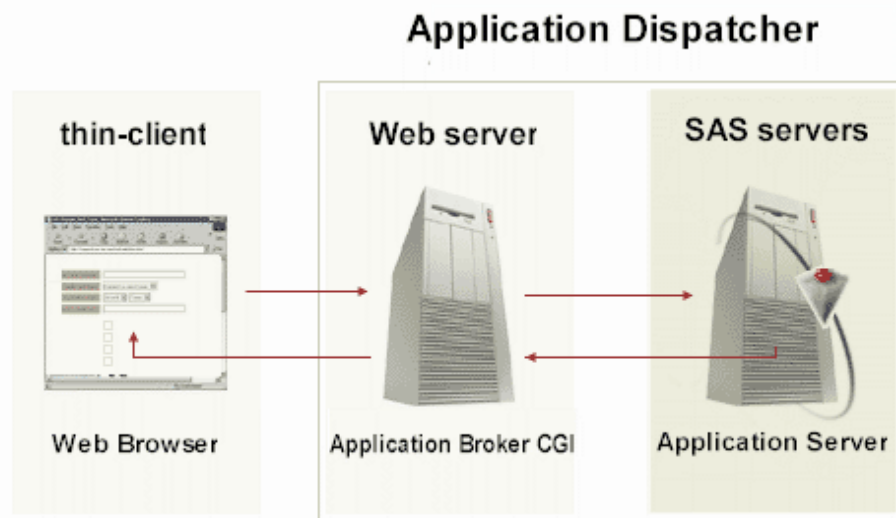 Application Dispatcher
thin-client
Web server
SAS servers
Web Browser
Application Broker CGI
Application Server